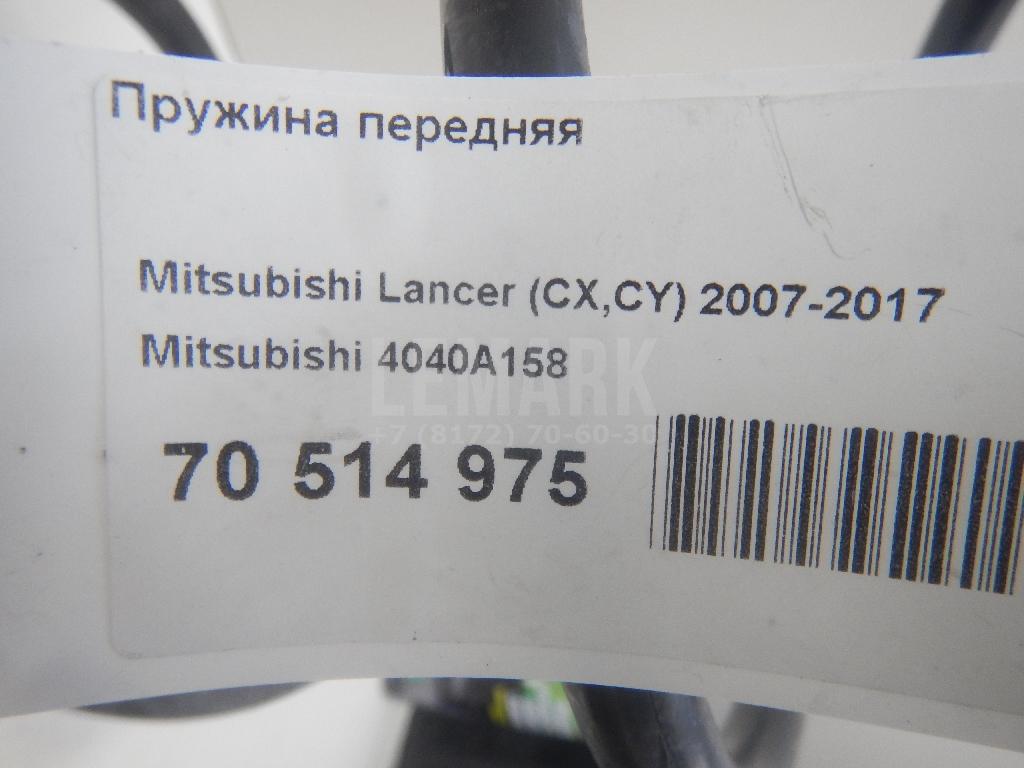 Пружина передняя
Mitsubishi Lancer (CX,CY) 2007-2017
Mitsubishi 4040A158
LEMARK
+7 (8172) 70-60-30
70 514 975